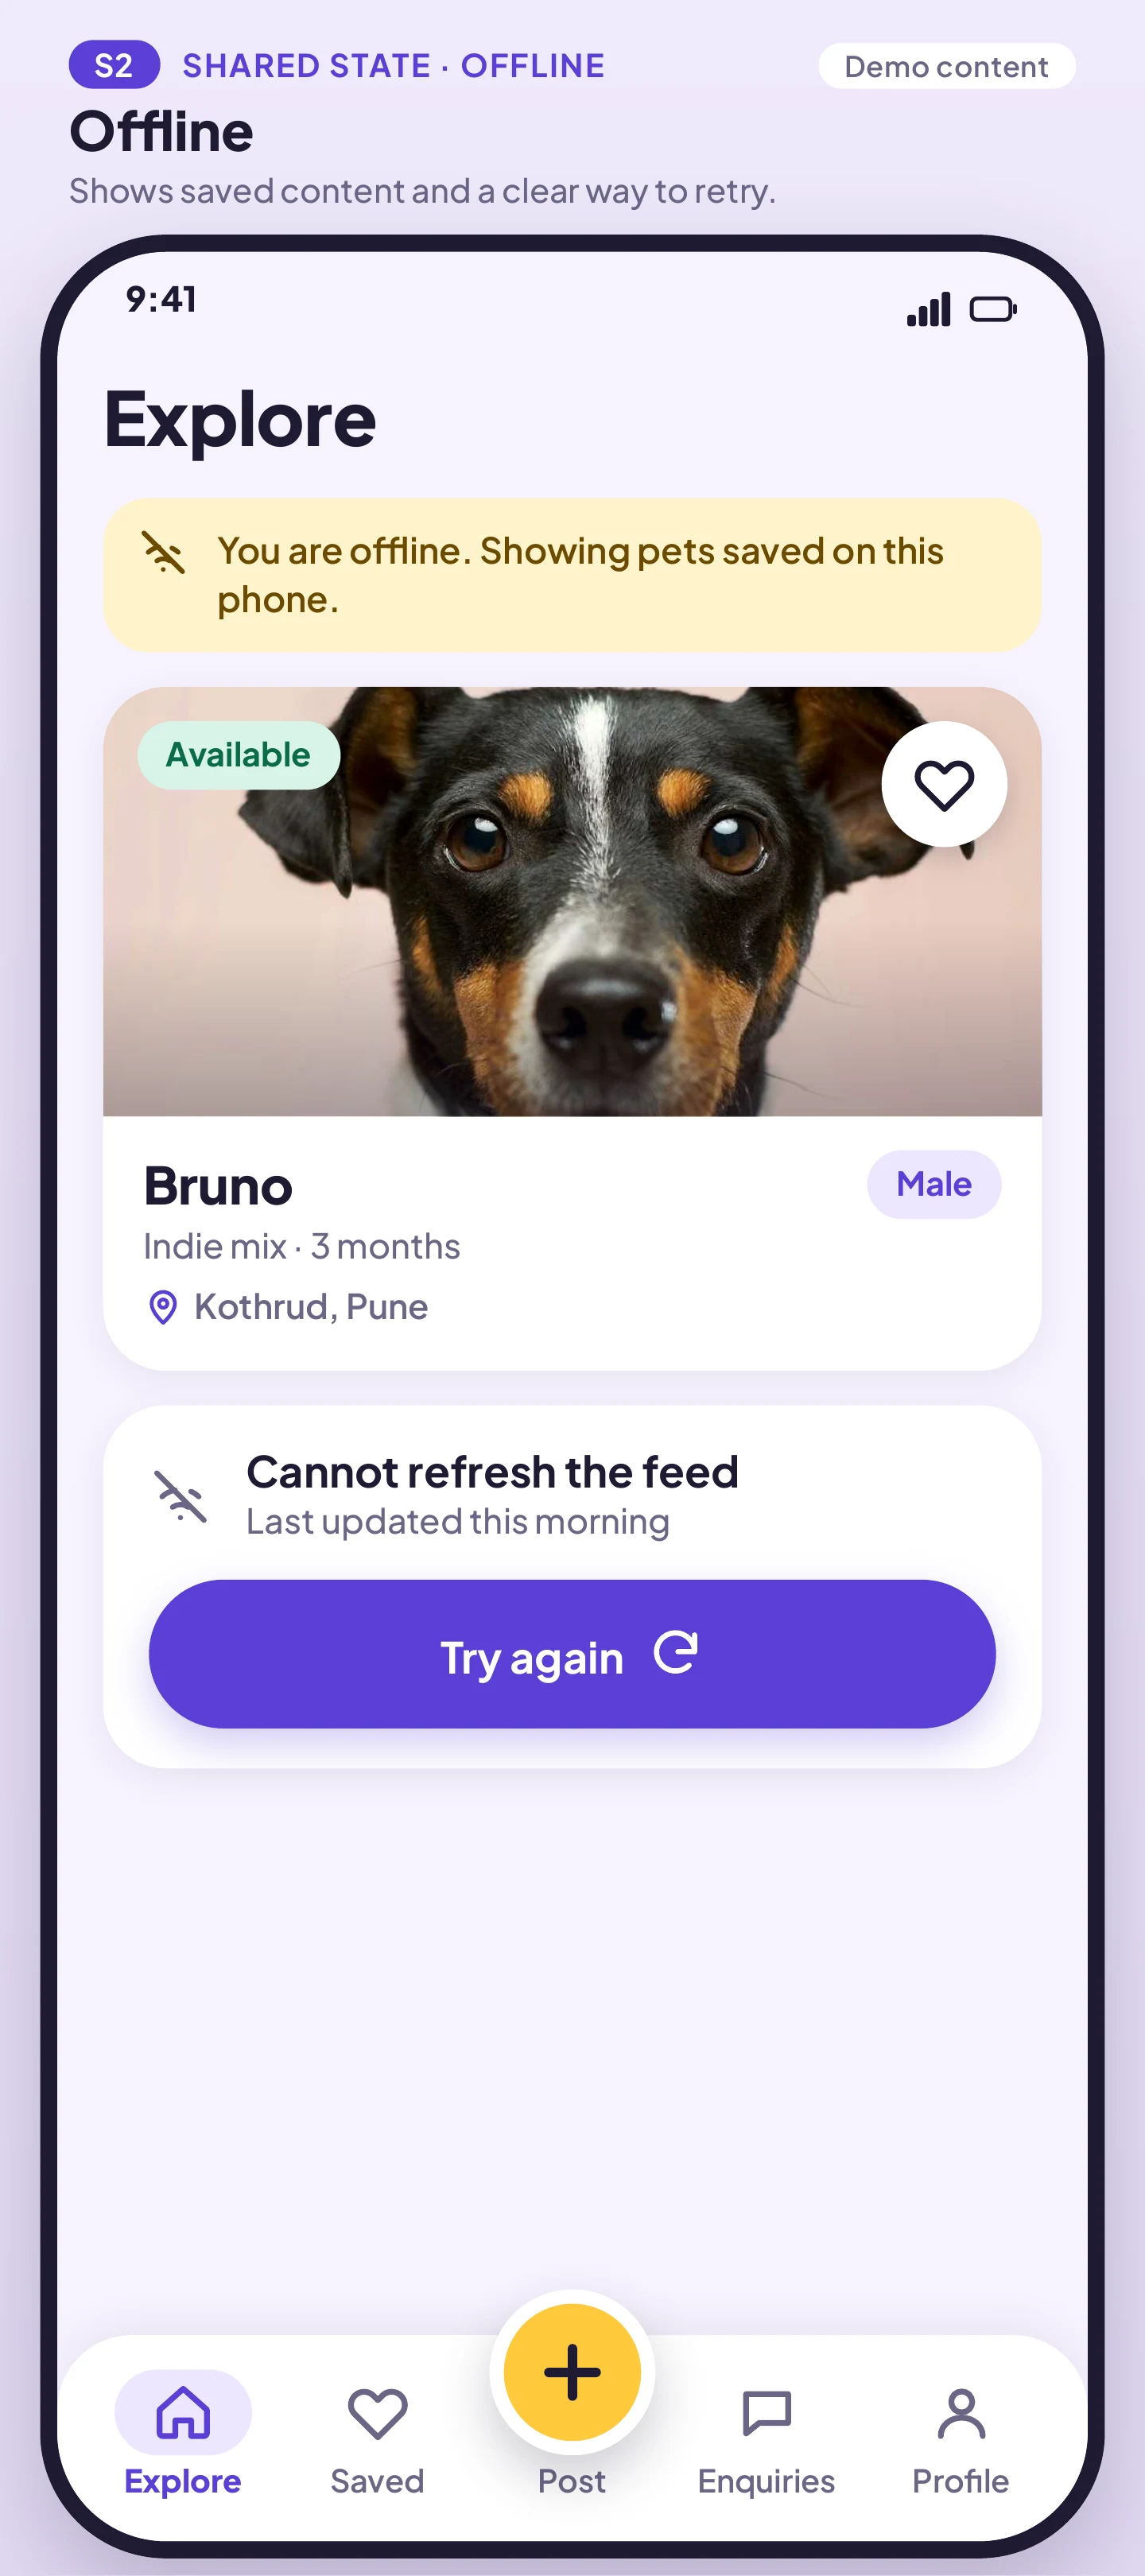 S2 SHARED STATE · OFFLINE
Demo content
Offline
Shows saved content and a clear way to retry.
9:41
Explore
You are offline. Showing pets saved on this
phone.
Available
Bruno
Male
Indie mix · 3 months
Kothrud, Pune
Cannot refresh the feed
Last updated this morning
Try again
Explore
Saved
Post
Enquiries
Profile